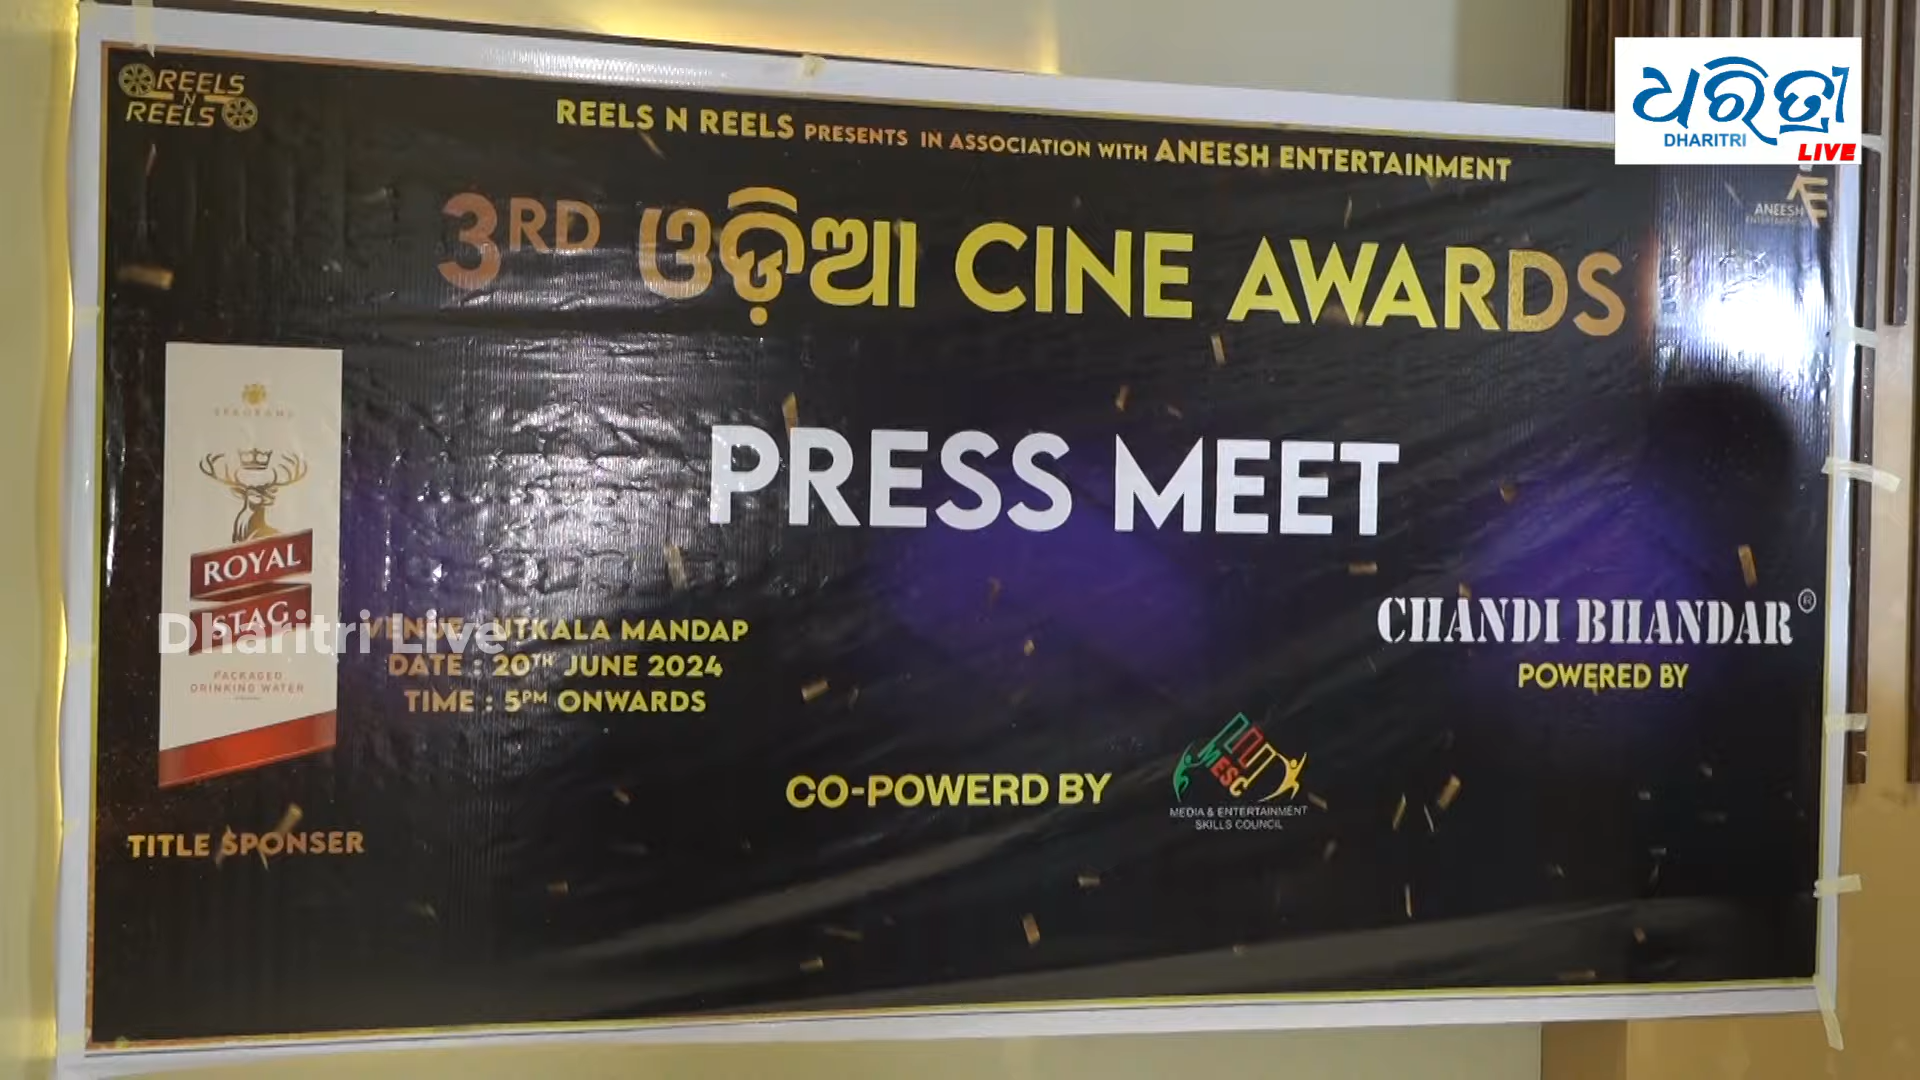 REELS
N
REELS
REELS N REELS PRESENTS IN ASSOCIATION WITH ANEESH ENTERTAINMENT
ଧରିତ୍ରୀ
DHARITRI
LIVE
ANEESH
3RD ଓଡ଼ିଆ CINE AWARDS
PRESS MEET
ROYAL
STAG
PACKAGED
DRINKING WATER
Dharitri Live
VENUE : UTKALA MANDAP
DATE : 20TH JUNE 2024
TIME : 5PM ONWARDS
CHANDI BHANDAR®
POWERED BY
CO-POWERD BY
MESC
MEDIA & ENTERTAINMENT
SKILLS COUNCIL
TITLE SPONSER